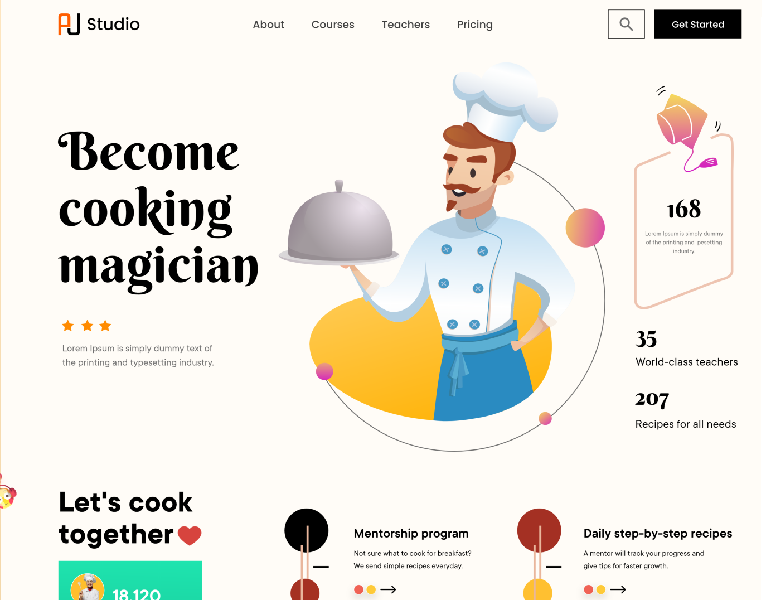 AJ Studio
About Courses Teachers Pricing
Get Started
Become
cooking
magician
Lorem Ipsum is simply dummy text of
the printing and typesetting industry.
168
Lorem Ipsum is simply dummy
of the printing and ipesetting
industry.
35
World-class teachers
207
Recipes for all needs
Let's cook
together
18,120
Mentorship program
Not sure what to cook for breakfast?
We send simple recipes everyday.
Daily step-by-step recipes
A mentor will track your progress and
give tips for faster growth.